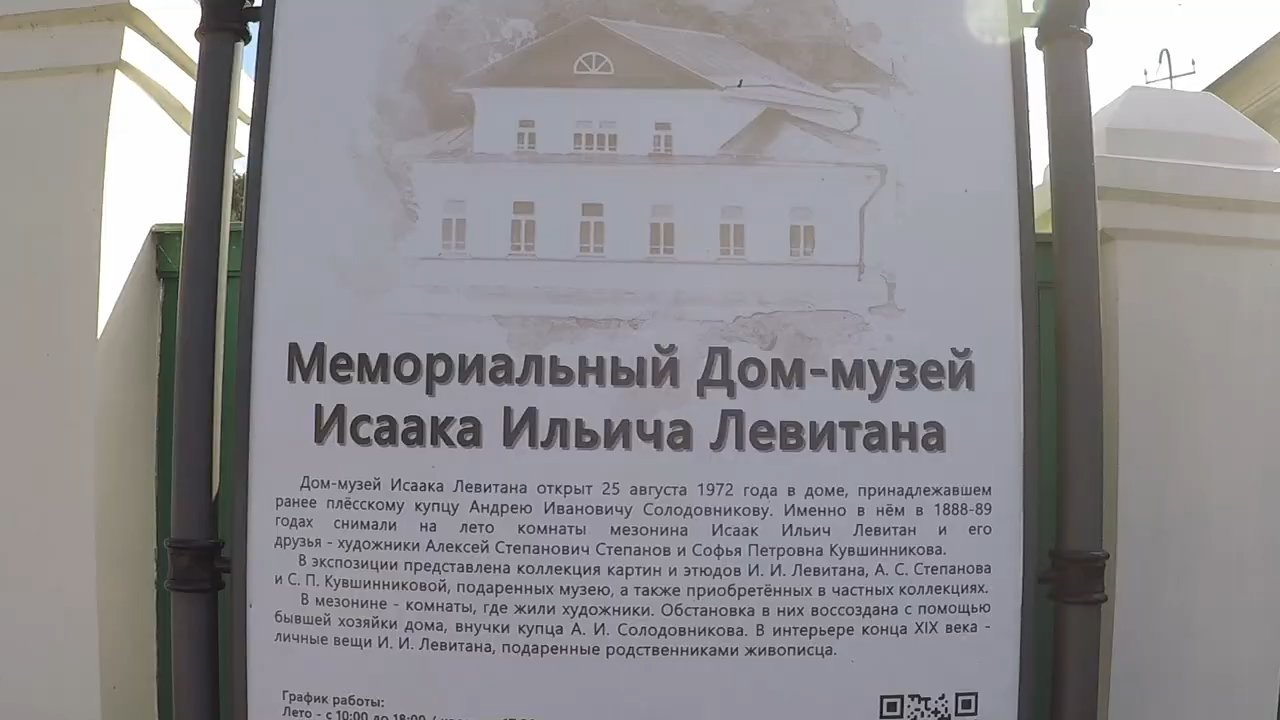 Мемориальный Дом-музей
Исаака Ильича Левитана
Дом-музей Исаака Левитана открыт 25 августа 1972 года в доме, принадлежавшем
ранее плёсскому купцу Андрею Ивановичу Солодовникову. Именно в нём в 1888-89
годах снимали на лето комнаты мезонина Исаак Ильич Левитан и его
друзья - художники Алексей Степанович Степанов и Софья Петровна Кувшинникова.
В экспозиции представлена коллекция картин и этюдов И. И. Левитана, А. С. Степанова
и С. П. Кувшинниковой, подаренных музею, а также приобретённых в частных коллекциях.
В мезонине - комнаты, где жили художники. Обстановка в них воссоздана с помощью
бывшей хозяйки дома, внучки купца А. И. Солодовникова. В интерьере конца XIX века -
личные вещи И. И. Левитана, подаренные родственниками живописца.
График работы:
Лето - с 10:00 до 18:00